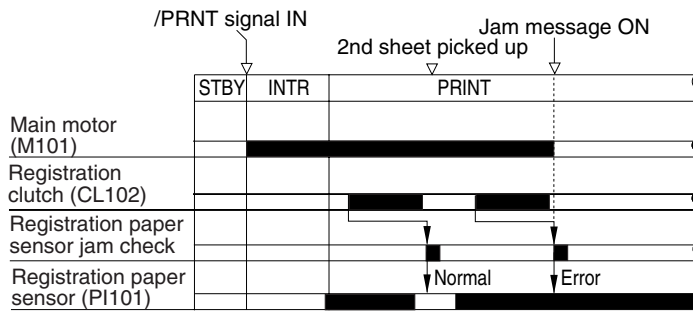 /PRNT signal IN
Jam message ON
2nd sheet picked up
STBY INTR PRINT
Main motor
(M101)
Registration
clutch (CL102)
Registration paper
sensor jam check
Normal Error
Registration paper
sensor (PI101)